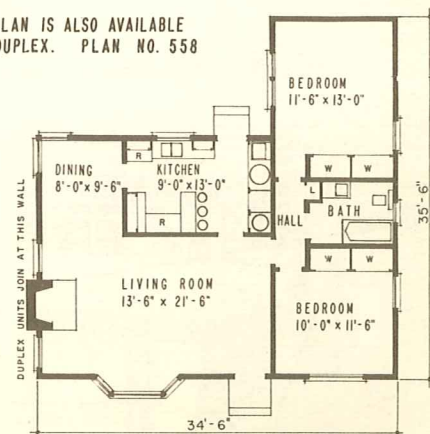 LAN IS ALSO AVAILABLE
DUPLEX. PLAN NO. 558
BEDROOM
11'-6" x 13'-0"
DINING
8'-0" x 9'-6"
R
KITCHEN
9'-0" x 13'-0"
R
W W
L
BATH
HALL
W W
LIVING ROOM
13'-6" x 21'-6"
BEDROOM
10'-0" x 11'-6"
DUPLEX UNITS JOIN AT THIS WALL
35'-6"
34'-6"